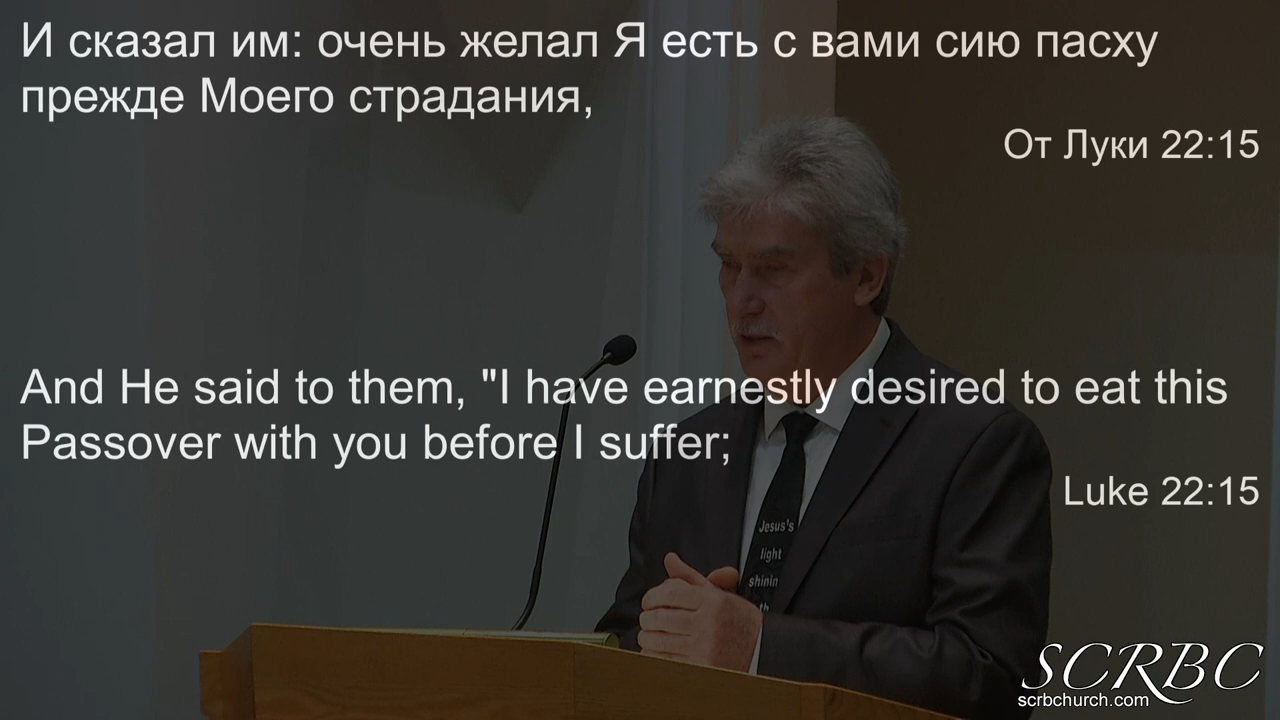 И сказал им: очень желал Я есть с вами сию пасху
прежде Моего страдания,
От Луки 22:15
And He said to them, "I have earnestly desired to eat this
Passover with you before I suffer;
Luke 22:15
Jesus's
light
shinin
th
SCRBC
scrbchurch.com